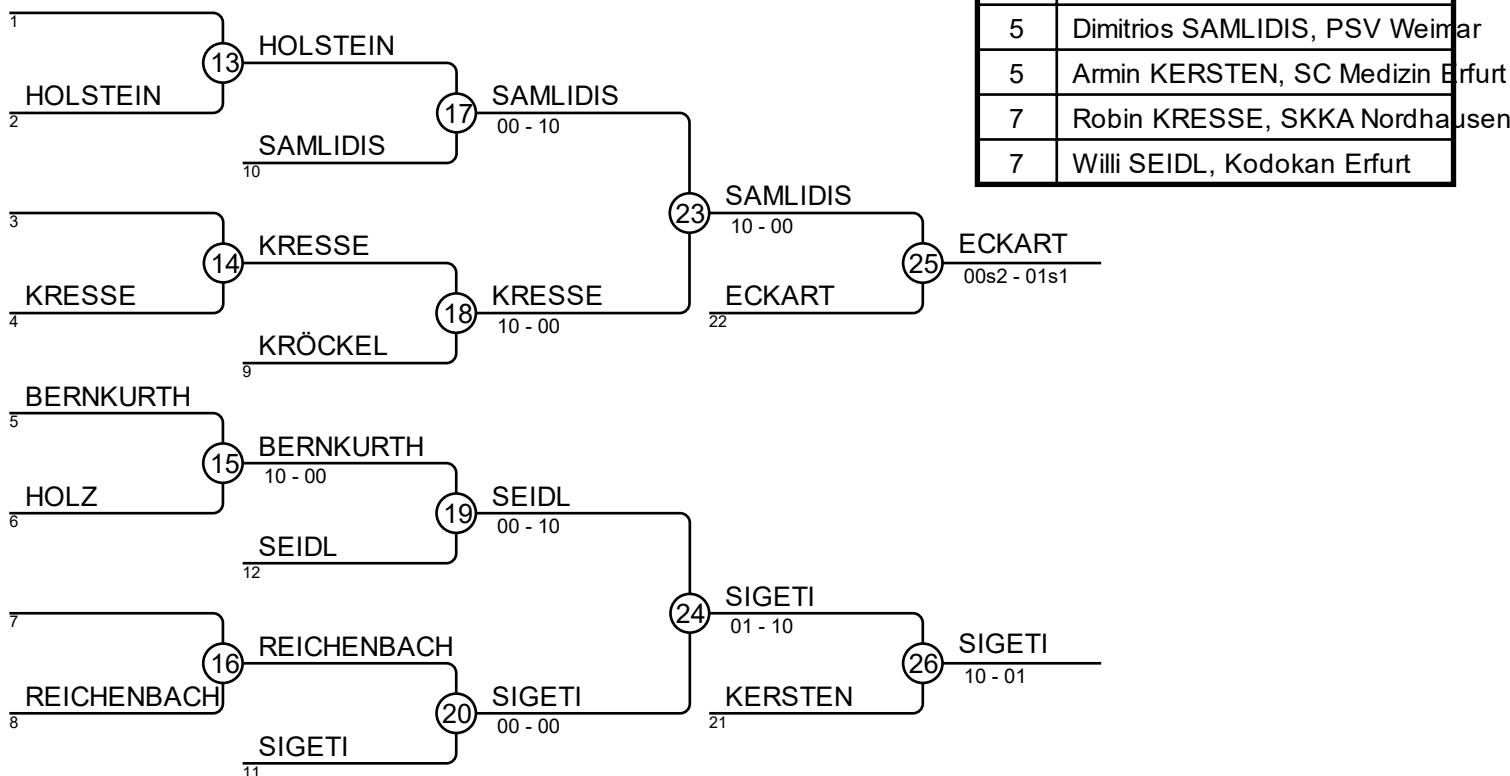 1
HOLSTEIN
2
13
HOLSTEIN
SAMLIDIS
10
17
SAMLIDIS
00 - 10
3
KRESSE
4
14
KRESSE
KRÖCKEL
9
18
KRESSE
10 - 00
23
SAMLIDIS
10 - 00
ECKART
22
25
ECKART
00s2 - 01s1
BERNKURTH
5
HOLZ
6
15
BERNKURTH
10 - 00
SEIDL
12
19
SEIDL
00 - 10
7
REICHENBACH
8
16
REICHENBACH
SIGETI
11
20
SIGETI
00 - 00
24
SIGETI
01 - 10
KERSTEN
21
26
SIGETI
10 - 01
5 Dimitrios SAMLIDIS, PSV Weimar
5 Armin KERSTEN, SC Medizin Erfurt
7 Robin KRESSE, SKKA Nordhausen
7 Willi SEIDL, Kodokan Erfurt